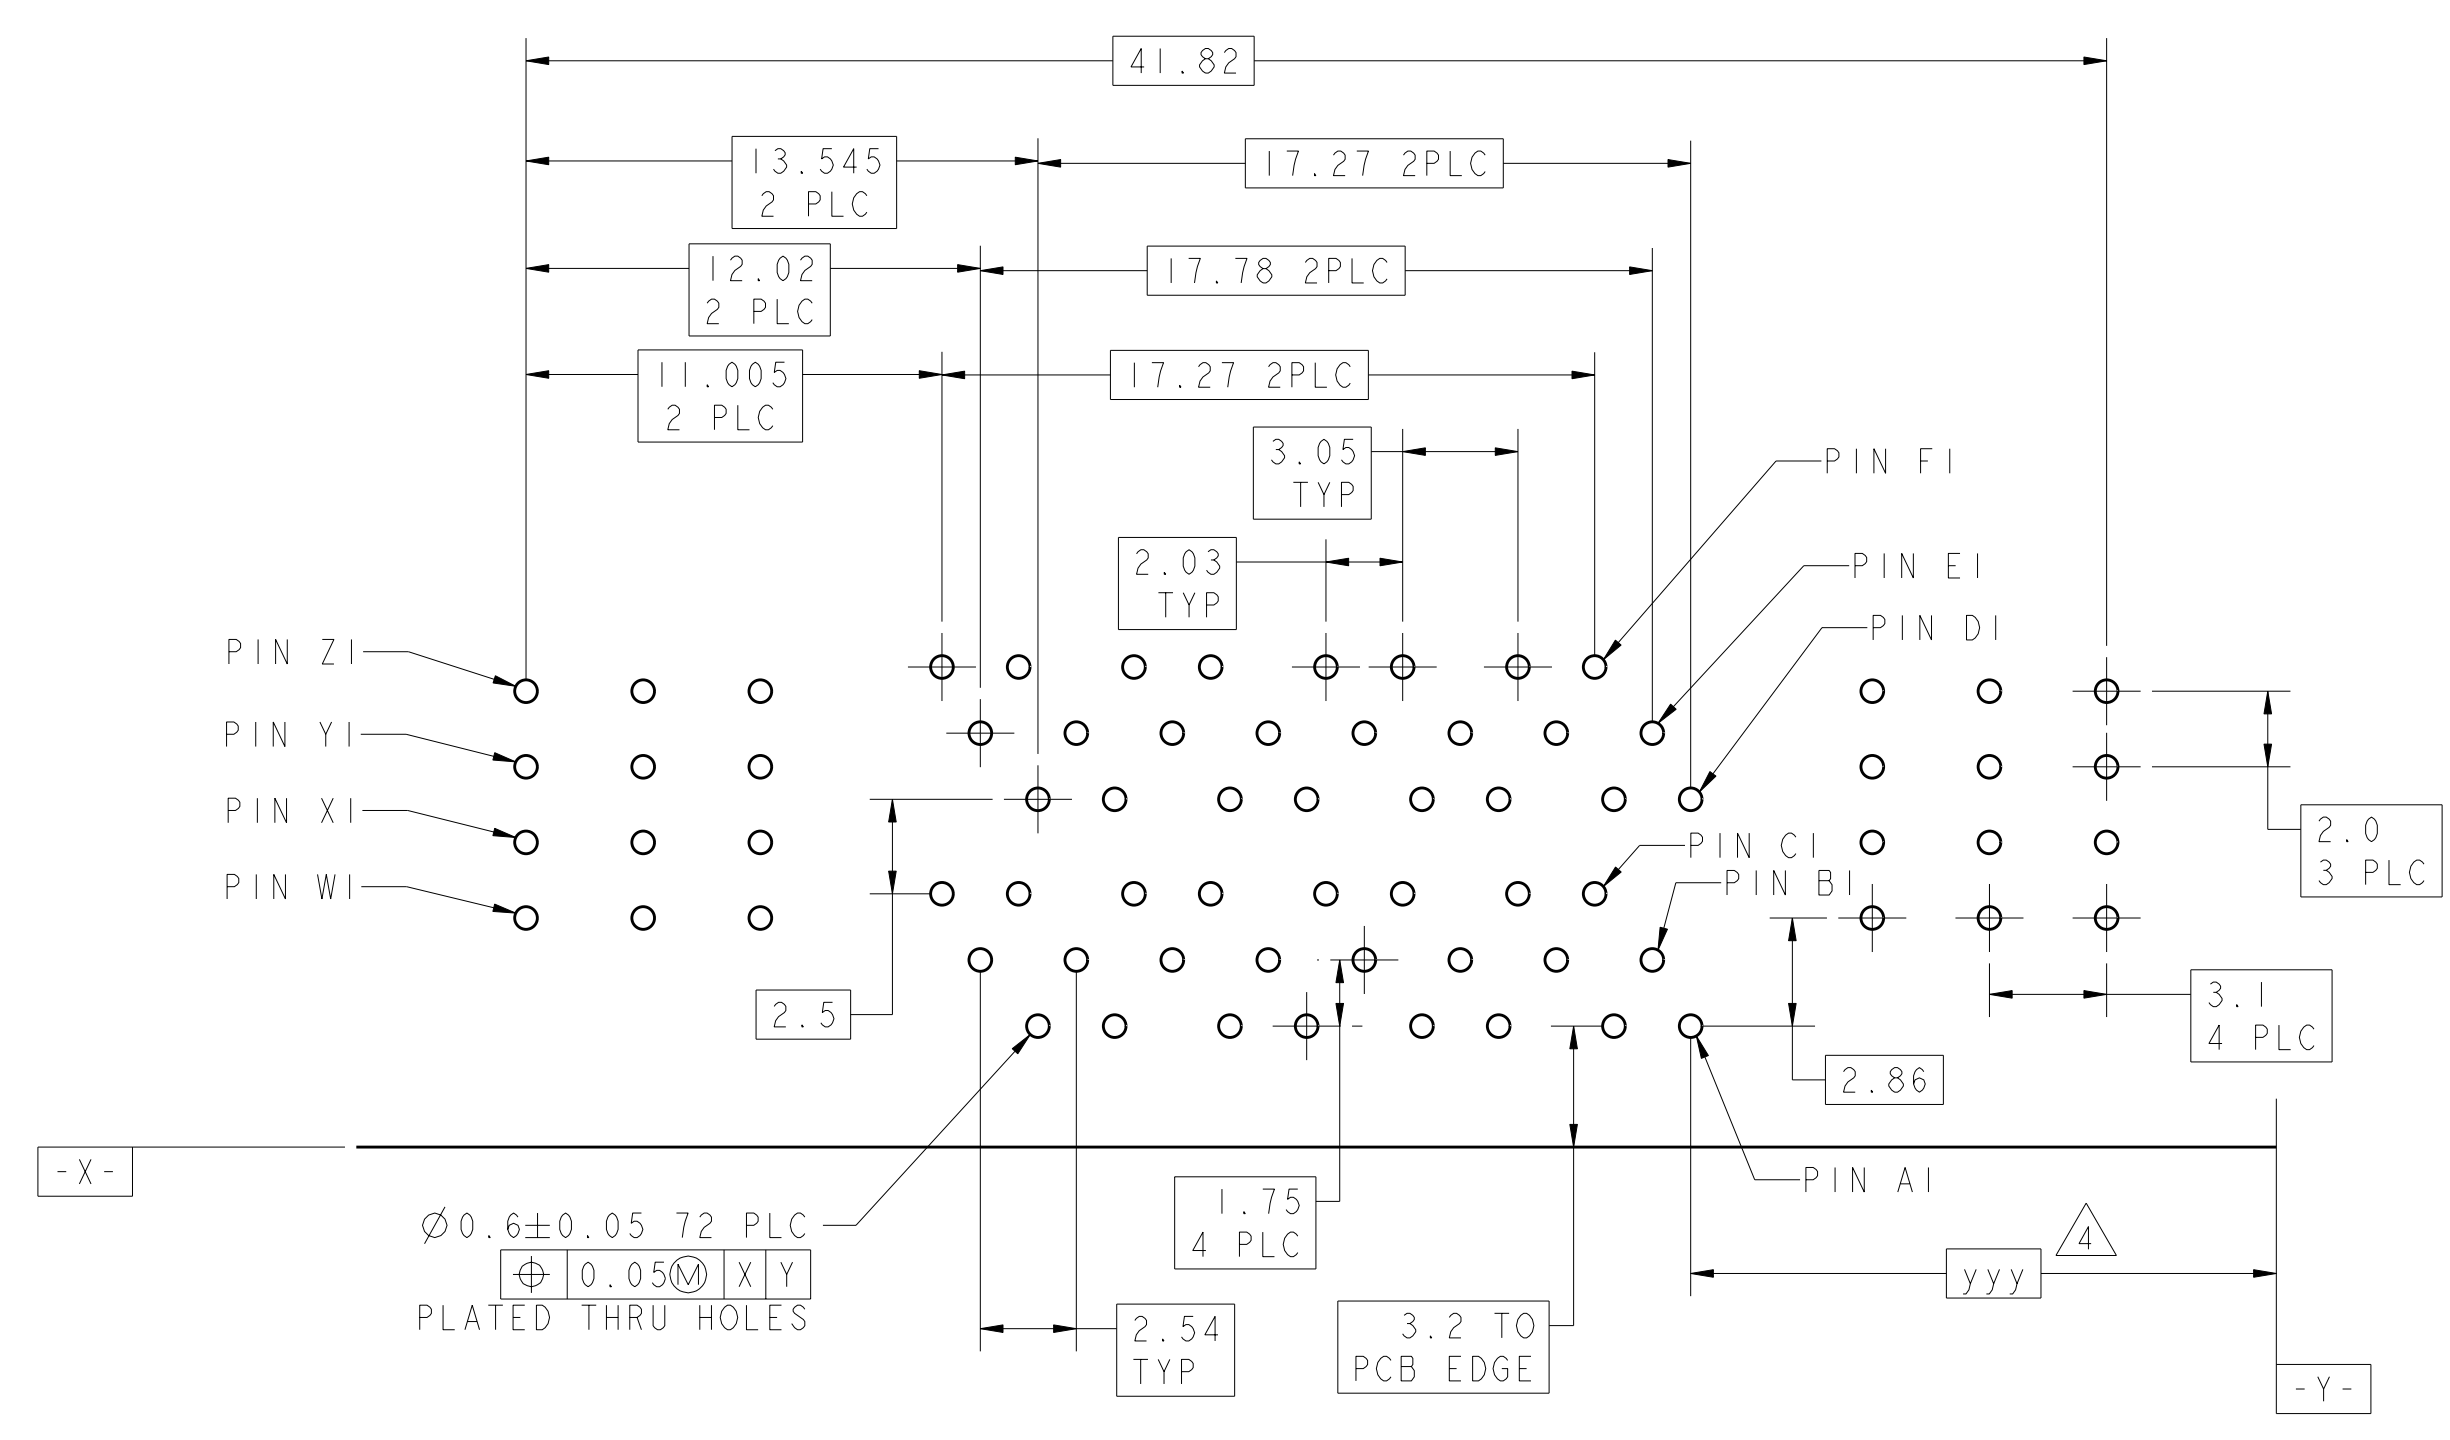 41.82
13.545
2 PLC
17.27 2PLC
12.02
2 PLC
17.78 2PLC
11.005
2 PLC
17.27 2PLC
3.05
TYP
PIN F1
2.03
TYP
PIN E1
PIN D1
PIN Z1
PIN Y1
PIN X1
PIN W1
2.0
3 PLC
PIN C1
PIN B1
2.5
3.1
4 PLC
2.86
-X-
PIN A1
1.75
4 PLC
Ø0.6±0.05 72 PLC
⌖ 0.05Ⓜ X Y
PLATED THRU HOLES
4
yyy
2.54
TYP
3.2 TO
PCB EDGE
-Y-